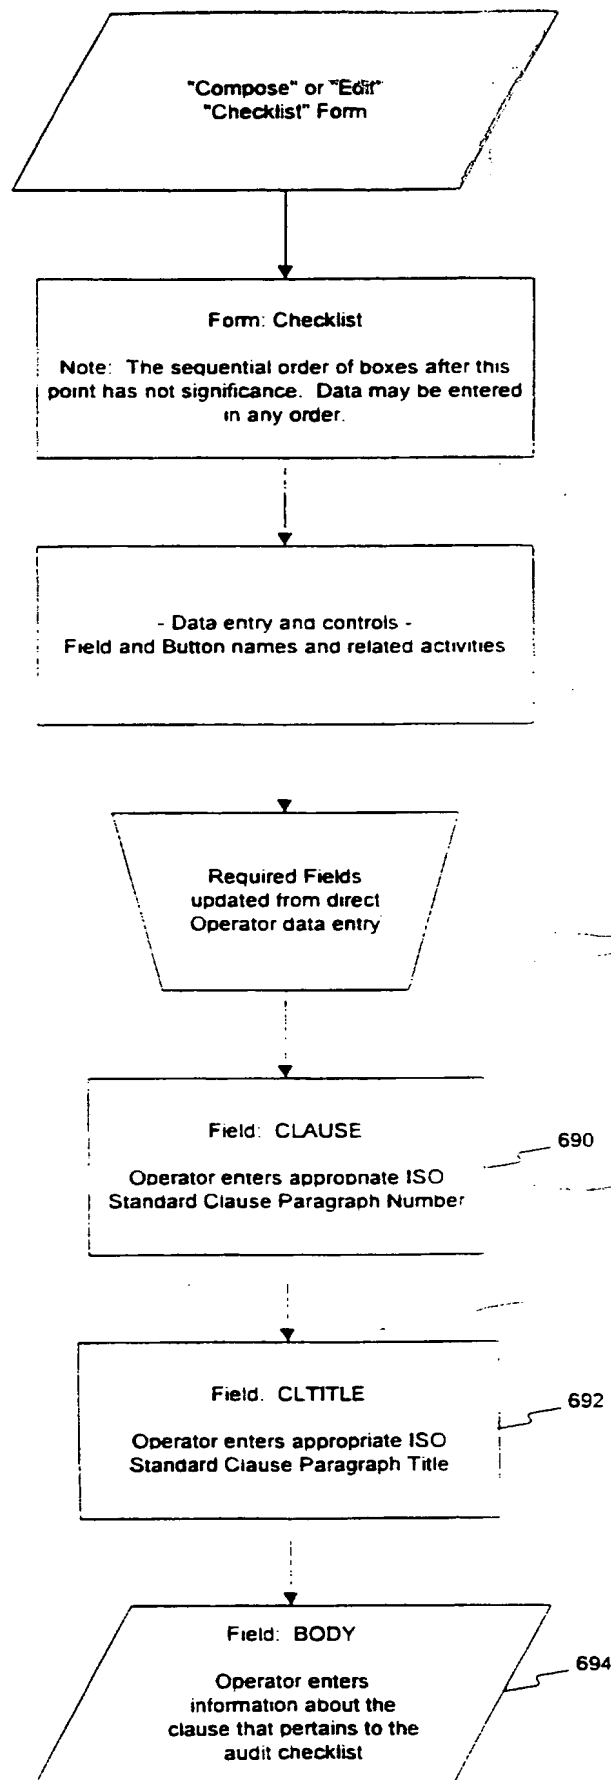 "Compose" or "Edit"
"Checklist" Form
Form: Checklist
Note: The sequential order of boxes after this
point has not significance. Data may be entered
in any order.
- Data entry and controls -
Field and Button names and related activities
Required Fields
updated from direct
Operator data entry
Field: CLAUSE
Operator enters appropriate ISO
Standard Clause Paragraph Number
690
Field. CLTITLE
Operator enters appropriate ISO
Standard Clause Paragraph Title
692
Field: BODY
Operator enters
information about the
clause that pertains to the
audit checklist
694